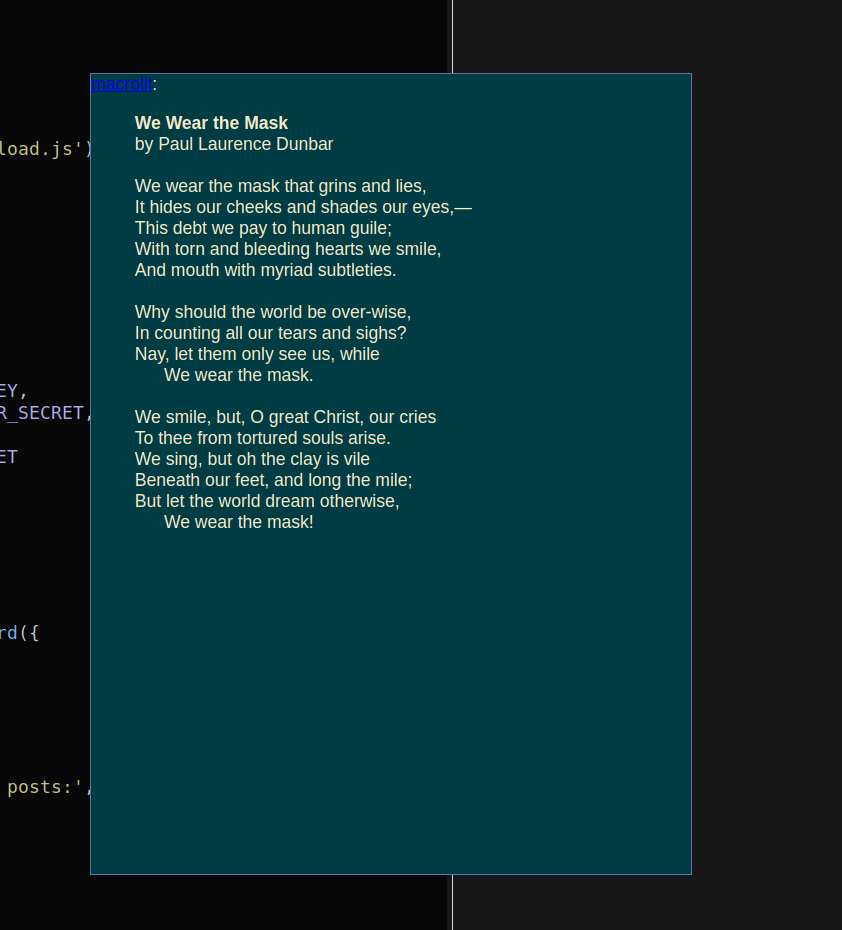 macrolit:
We Wear the Mask
by Paul Laurence Dunbar
We wear the mask that grins and lies,
It hides our cheeks and shades our eyes,—
This debt we pay to human guile;
With torn and bleeding hearts we smile,
And mouth with myriad subtleties.
Why should the world be over-wise,
In counting all our tears and sighs?
Nay, let them only see us, while
We wear the mask.
We smile, but, O great Christ, our cries
To thee from tortured souls arise.
We sing, but oh the clay is vile
Beneath our feet, and long the mile;
But let the world dream otherwise,
We wear the mask!
load.js')
EY,
R_SECRET,
ET
rd({
posts:',